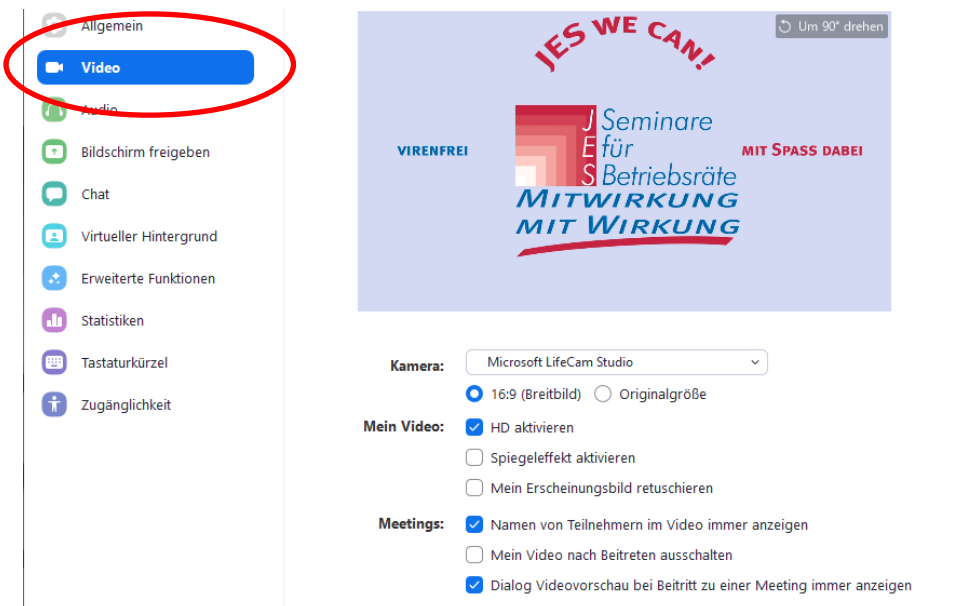 Allgemein
Video
Audio
Bildschirm freigeben
Chat
Virtueller Hintergrund
Erweiterte Funktionen
Statistiken
Tastaturkürzel
Zugänglichkeit
Um 90° drehen
JES WE CAN!
VIRENFREI
JES
Seminare
für
Betriebsräte
MIT SPASS DABEI
MITWIRKUNG
MIT WIRKUNG
Kamera: Microsoft LifeCam Studio
16:9 (Breitbild) Originalgröße
Mein Video: HD aktivieren
Spiegeleffekt aktivieren
Mein Erscheinungsbild retuschieren
Meetings: Namen von Teilnehmern im Video immer anzeigen
Mein Video nach Beitreten ausschalten
Dialog Videovorschau bei Beitritt zu einer Meeting immer anzeigen